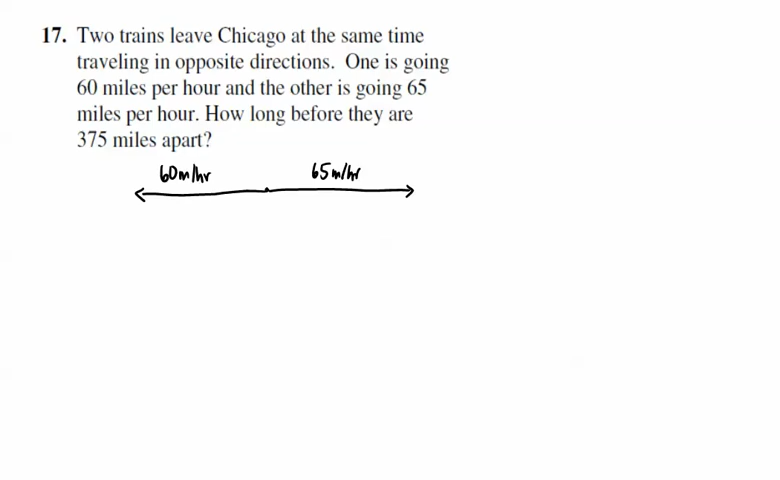 17. Two trains leave Chicago at the same time
traveling in opposite directions. One is going
60 miles per hour and the other is going 65
miles per hour. How long before they are
375 miles apart?
60m/hr 65m/hr